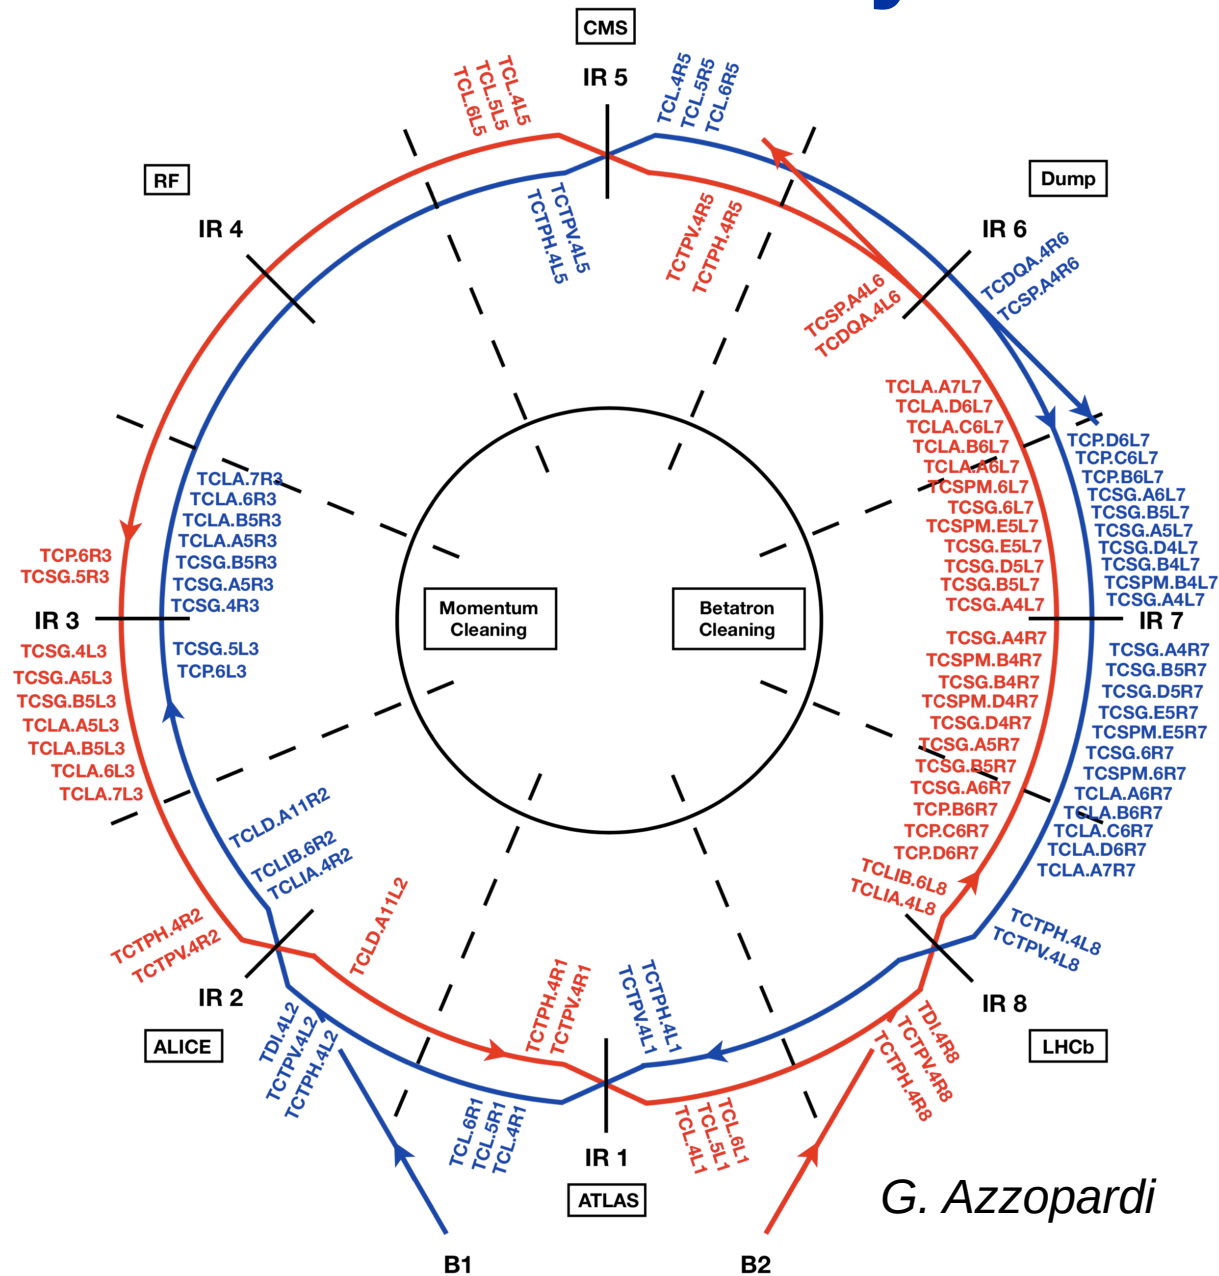 CMS
IR 5
TCL.6L5
TCL.5L5
TCL.4L5
TCL.4R5
TCL.5R5
TCL.6R5
TCTPH.4L5
TCTPV.4L5
TCTPV.4R5
TCTPH.4R5
RF
IR 4
Dump
IR 6
TCDQA.4R6
TCSP.A4R6
TCSP.A4L6
TCDQA.4L6
TCLA.A7L7
TCLA.D6L7
TCLA.C6L7
TCLA.B6L7
TCLA.A6L7
TCSPM.6L7
TCSG.6L7
TCSPM.E5L7
TCSG.E5L7
TCSG.D5L7
TCSG.B5L7
TCSG.A4L7
TCP.D6L7
TCP.C6L7
TCP.B6L7
TCSG.A6L7
TCSG.B5L7
TCSG.A5L7
TCSG.D4L7
TCSG.B4L7
TCSPM.B4L7
TCSG.A4L7
IR 7
TCSG.A4R7
TCSPM.B4R7
TCSG.B4R7
TCSPM.D4R7
TCSG.D4R7
TCSG.A5R7
TCSG.B5R7
TCSG.A6R7
TCP.B6R7
TCP.C6R7
TCP.D6R7
TCSG.A4R7
TCSG.B5R7
TCSG.D5R7
TCSG.E5R7
TCSPM.E5R7
TCSG.6R7
TCSPM.6R7
TCLA.A6R7
TCLA.B6R7
TCLA.C6R7
TCLA.D6R7
TCLA.A7R7
TCLA.7R3
TCLA.6R3
TCLA.B5R3
TCLA.A5R3
TCSG.B5R3
TCSG.A5R3
TCSG.4R3
TCP.6R3
TCSG.5R3
IR 3
TCSG.4L3
TCSG.A5L3
TCSG.B5L3
TCLA.A5L3
TCLA.B5L3
TCLA.6L3
TCLA.7L3
TCSG.5L3
TCP.6L3
Momentum
Cleaning
Betatron
Cleaning
TCLD.A11R2
TCLIB.6R2
TCLIA.4R2
TCTPH.4R2
TCTPV.4R2
TCLD.A11L2
IR 2
ALICE
TDI.4L2
TCTPV.4L2
TCTPH.4L2
TCTPH.4R1
TCTPV.4R1
TCTPV.4L1
TCTPH.4L1
TCL.6R1
TCL.5R1
TCL.4R1
TCL.4L1
TCL.5L1
TCL.6L1
IR 1
ATLAS
TCLIB.6L8
TCLIA.4L8
TCTPH.4L8
TCTPV.4L8
IR 8
LHCb
TDI.4R8
TCTPV.4R8
TCTPH.4R8
G. Azzopardi
B1
B2